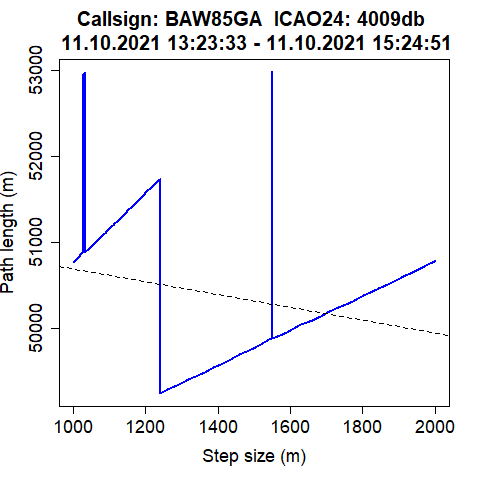 Callsign: BAW85GA  ICAO24: 4009db
11.10.2021 13:23:33 - 11.10.2021 15:24:51
Path length (m)
53000
52000
51000
50000
1000 1200 1400 1600 1800 2000
Step size (m)